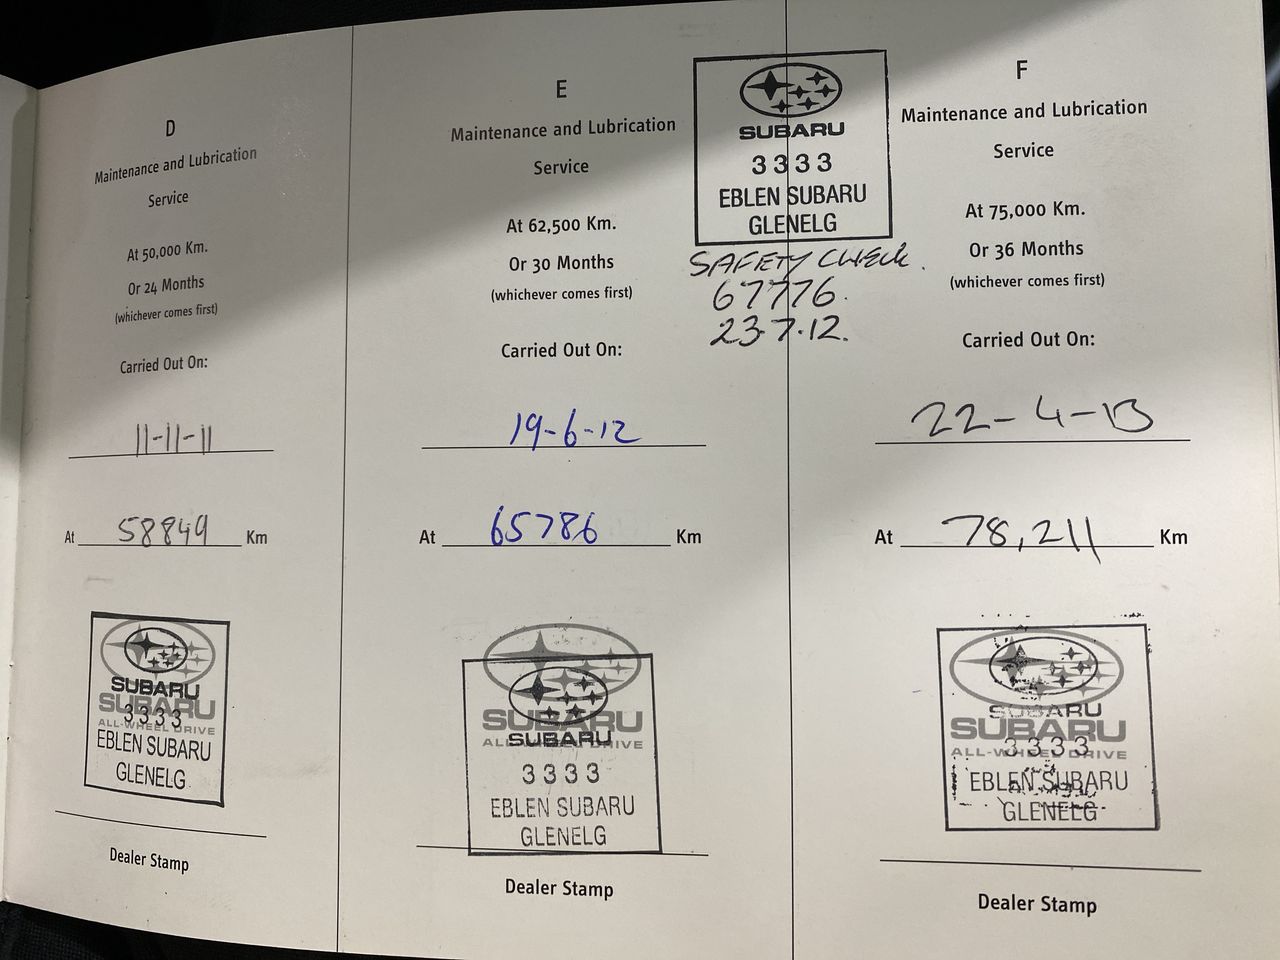 D
Maintenance and Lubrication
Service
At 50,000 Km.
Or 24 Months
(whichever comes first)
Carried Out On:
11-11-11
At 58849 Km
SUBARU
SUBARU
3333
ALL-WHEEL DRIVE
EBLEN SUBARU
GLENELG
Dealer Stamp
E
Maintenance and Lubrication
Service
At 62,500 Km.
Or 30 Months
(whichever comes first)
Carried Out On:
19-6-12
At 65786 Km
SUBARU
SUBARU
ALL-WHEEL DRIVE
3333
EBLEN SUBARU
GLENELG
Dealer Stamp
SUBARU
3333
EBLEN SUBARU
GLENELG
SAFETY CHECK.
67776.
23.7.12.
F
Maintenance and Lubrication
Service
At 75,000 Km.
Or 36 Months
(whichever comes first)
Carried Out On:
22-4-13
At 78,211 Km
SUBARU
SUBARU
ALL-WHEEL DRIVE
3333
EBLEN SUBARU
GLENELG
Dealer Stamp